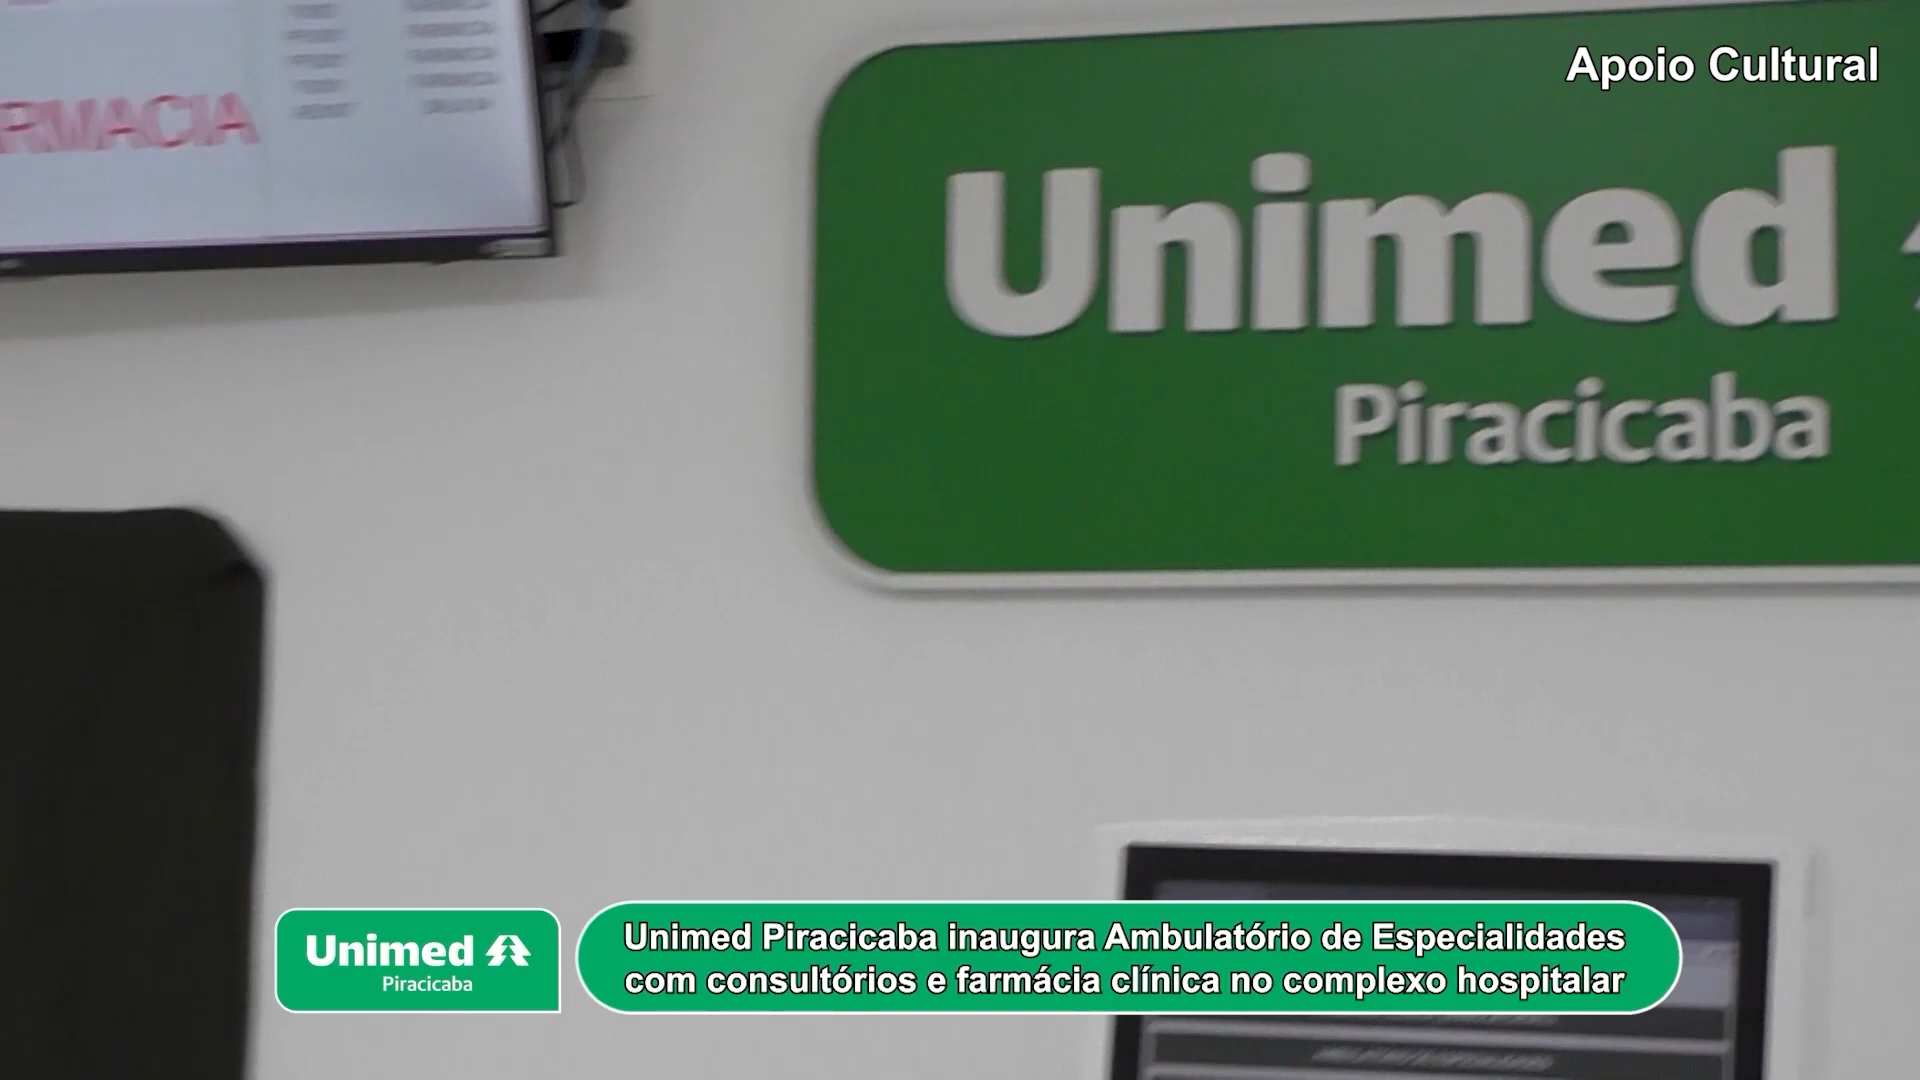 Apoio Cultural
Unimed
Piracicaba
Unimed
Piracicaba
Unimed Piracicaba inaugura Ambulatório de Especialidades
com consultórios e farmácia clínica no complexo hospitalar